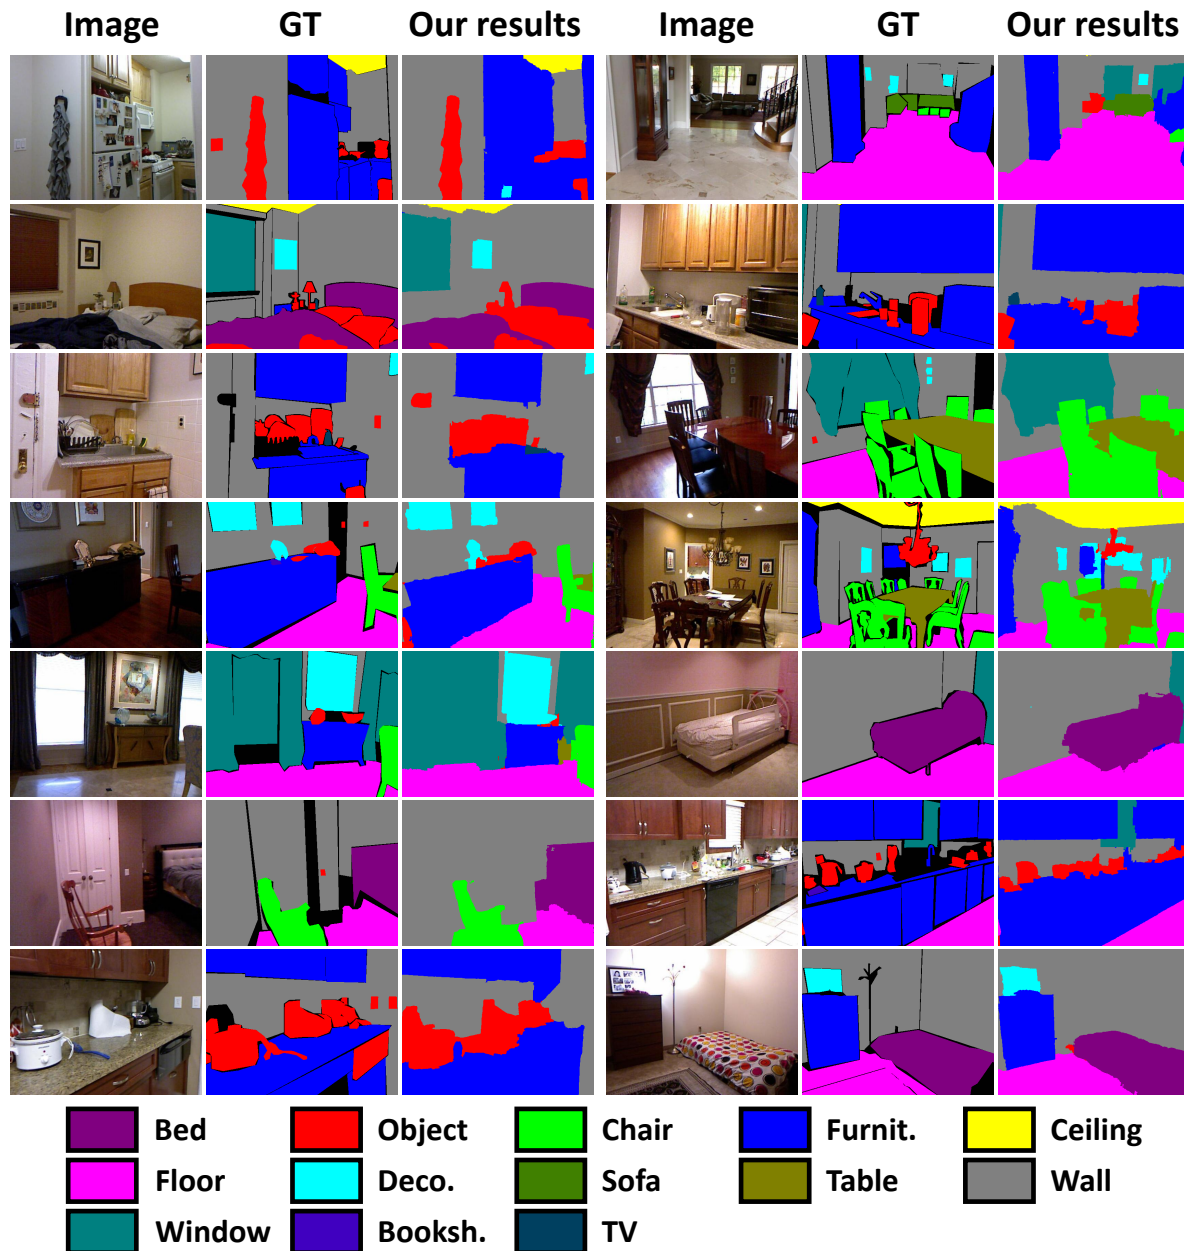 Image GT Our results Image GT Our results
Bed Object Chair Furnit. Ceiling
Floor Deco. Sofa Table Wall
Window Booksh. TV